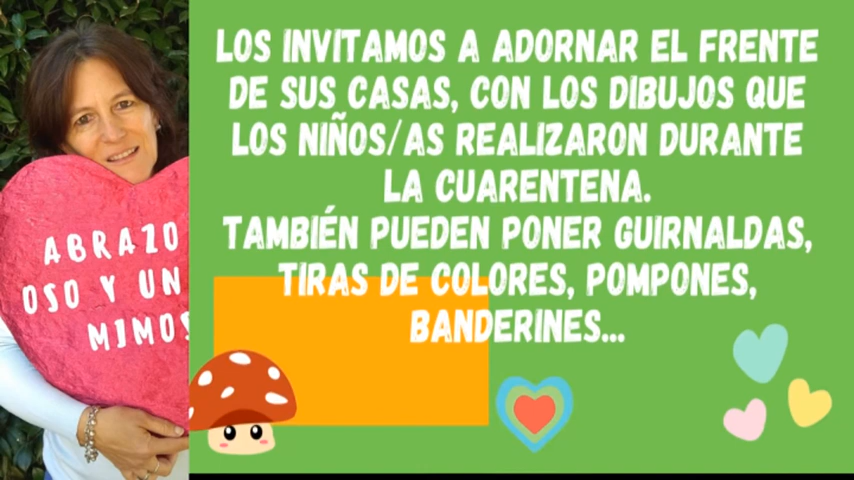 LOS INVITAMOS A ADORNAR EL FRENTE
DE SUS CASAS, CON LOS DIBUJOS QUE
LOS NIÑOS/AS REALIZARON DURANTE
LA CUARENTENA.
TAMBIÉN PUEDEN PONER GUIRNALDAS,
TIRAS DE COLORES, POMPONES,
BANDERINES...
ABRAZO
OSO Y UN
MIMOS